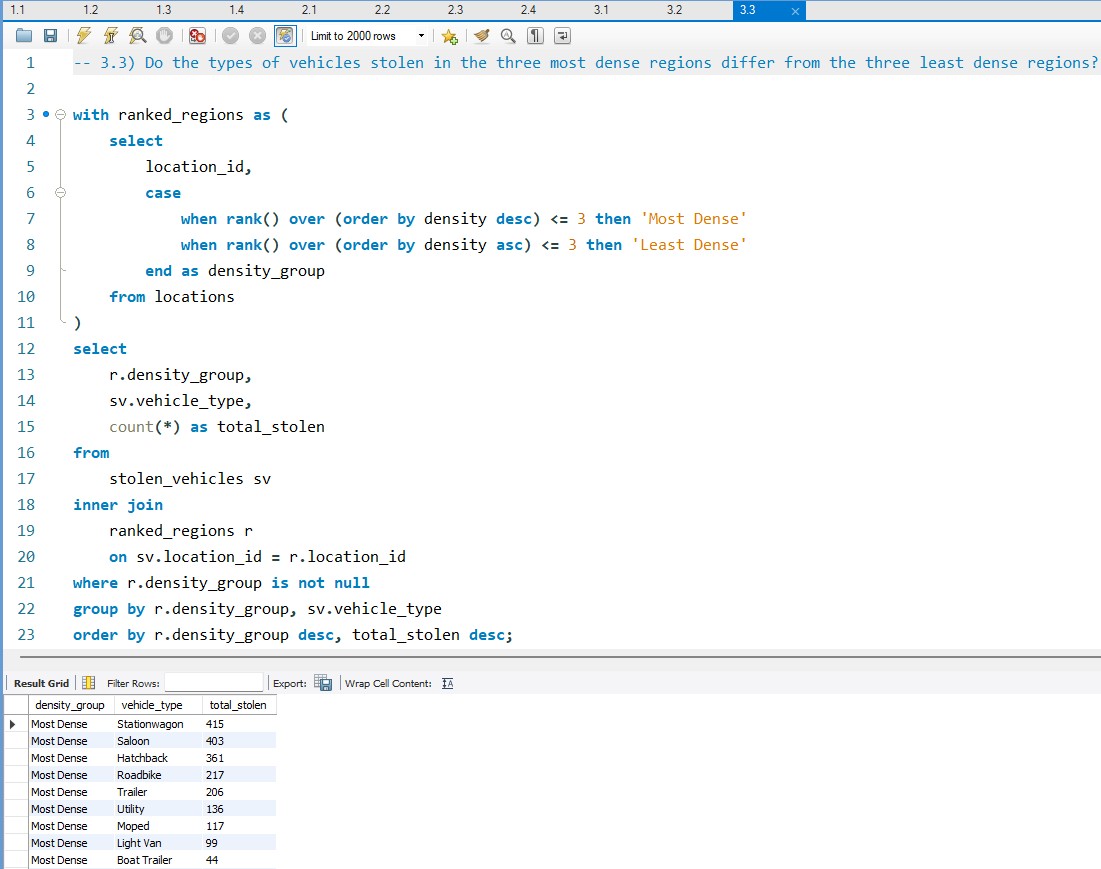 1.1 1.2 1.3 1.4 2.1 2.2 2.3 2.4 3.1 3.2 3.3
Limit to 2000 rows
1 -- 3.3) Do the types of vehicles stolen in the three most dense regions differ from the three least dense regions?
2
3 with ranked_regions as (
4 select
5 location_id,
6 case
7 when rank() over (order by density desc) <= 3 then 'Most Dense'
8 when rank() over (order by density asc) <= 3 then 'Least Dense'
9 end as density_group
10 from locations
11 )
12 select
13 r.density_group,
14 sv.vehicle_type,
15 count(*) as total_stolen
16 from
17 stolen_vehicles sv
18 inner join
19 ranked_regions r
20 on sv.location_id = r.location_id
21 where r.density_group is not null
22 group by r.density_group, sv.vehicle_type
23 order by r.density_group desc, total_stolen desc;
Result Grid Filter Rows: Export: Wrap Cell Content:
density_group vehicle_type total_stolen
Most Dense Stationwagon 415
Most Dense Saloon 403
Most Dense Hatchback 361
Most Dense Roadbike 217
Most Dense Trailer 206
Most Dense Utility 136
Most Dense Moped 117
Most Dense Light Van 99
Most Dense Boat Trailer 44